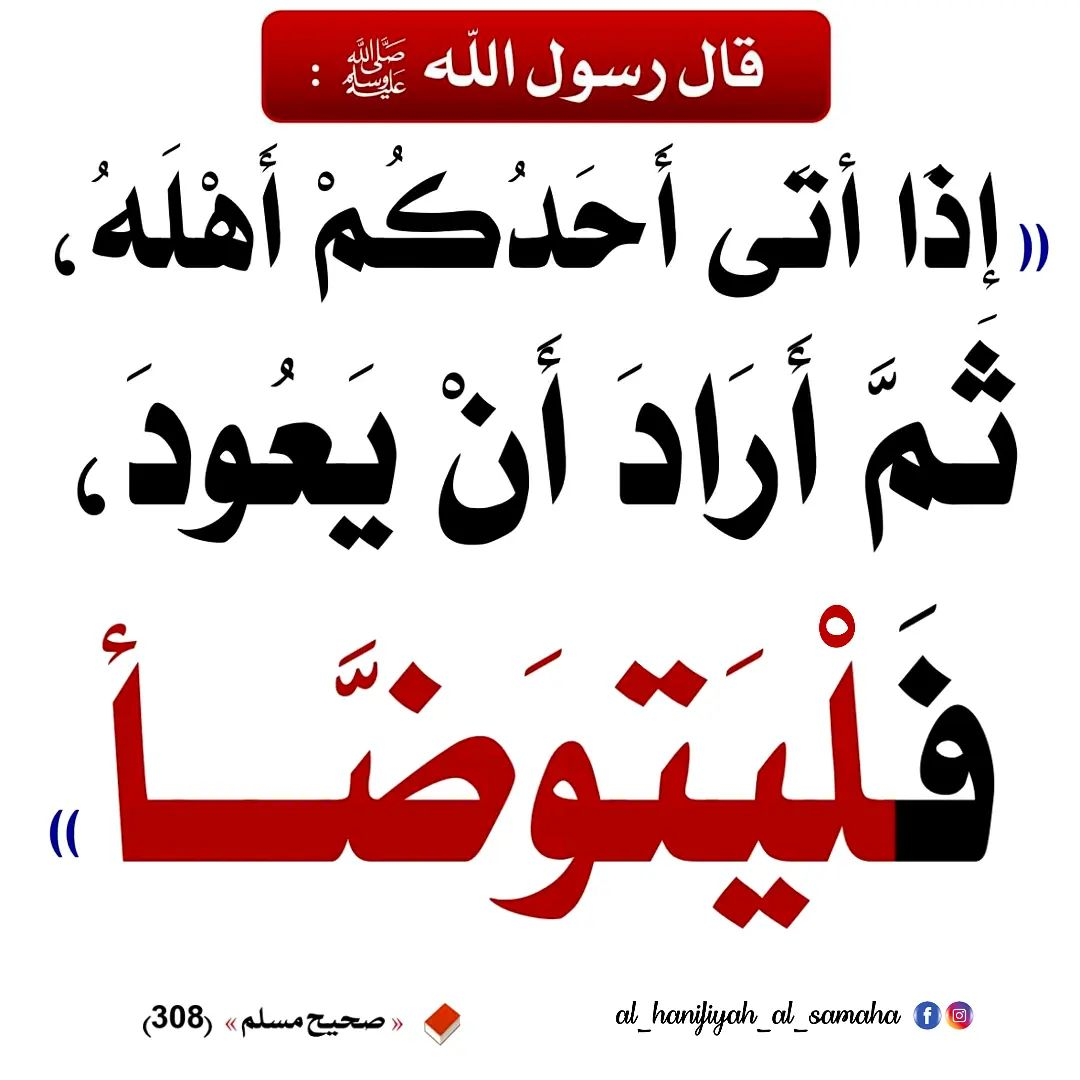 قال رسول الله ﷺ :
(( إِذَا أَتَى أَحَدُكُمْ أَهْلَهُ،
ثُمَّ أَرَادَ أَنْ يَعُودَ،
فَلْيَتَوَضَّأ ))
« صحيح مسلم » (308)
al_hanifiyah_al_samaha